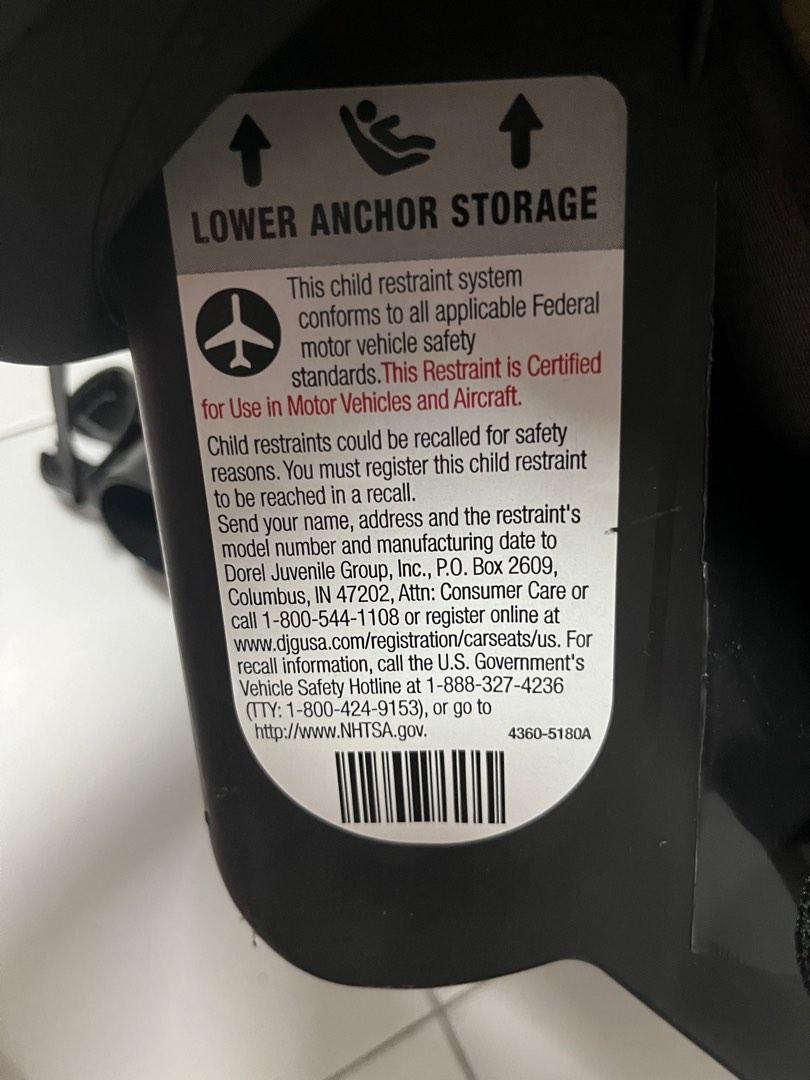 LOWER ANCHOR STORAGE
This child restraint system
conforms to all applicable Federal
motor vehicle safety
standards.This Restraint is Certified
for Use in Motor Vehicles and Aircraft.
Child restraints could be recalled for safety
reasons. You must register this child restraint
to be reached in a recall.
Send your name, address and the restraint's
model number and manufacturing date to
Dorel Juvenile Group, Inc., P.O. Box 2609,
Columbus, IN 47202, Attn: Consumer Care or
call 1-800-544-1108 or register online at
www.djgusa.com/registration/carseats/us. For
recall information, call the U.S. Government's
Vehicle Safety Hotline at 1-888-327-4236
(TTY: 1-800-424-9153), or go to
http://www.NHTSA.gov.
4360-5180A